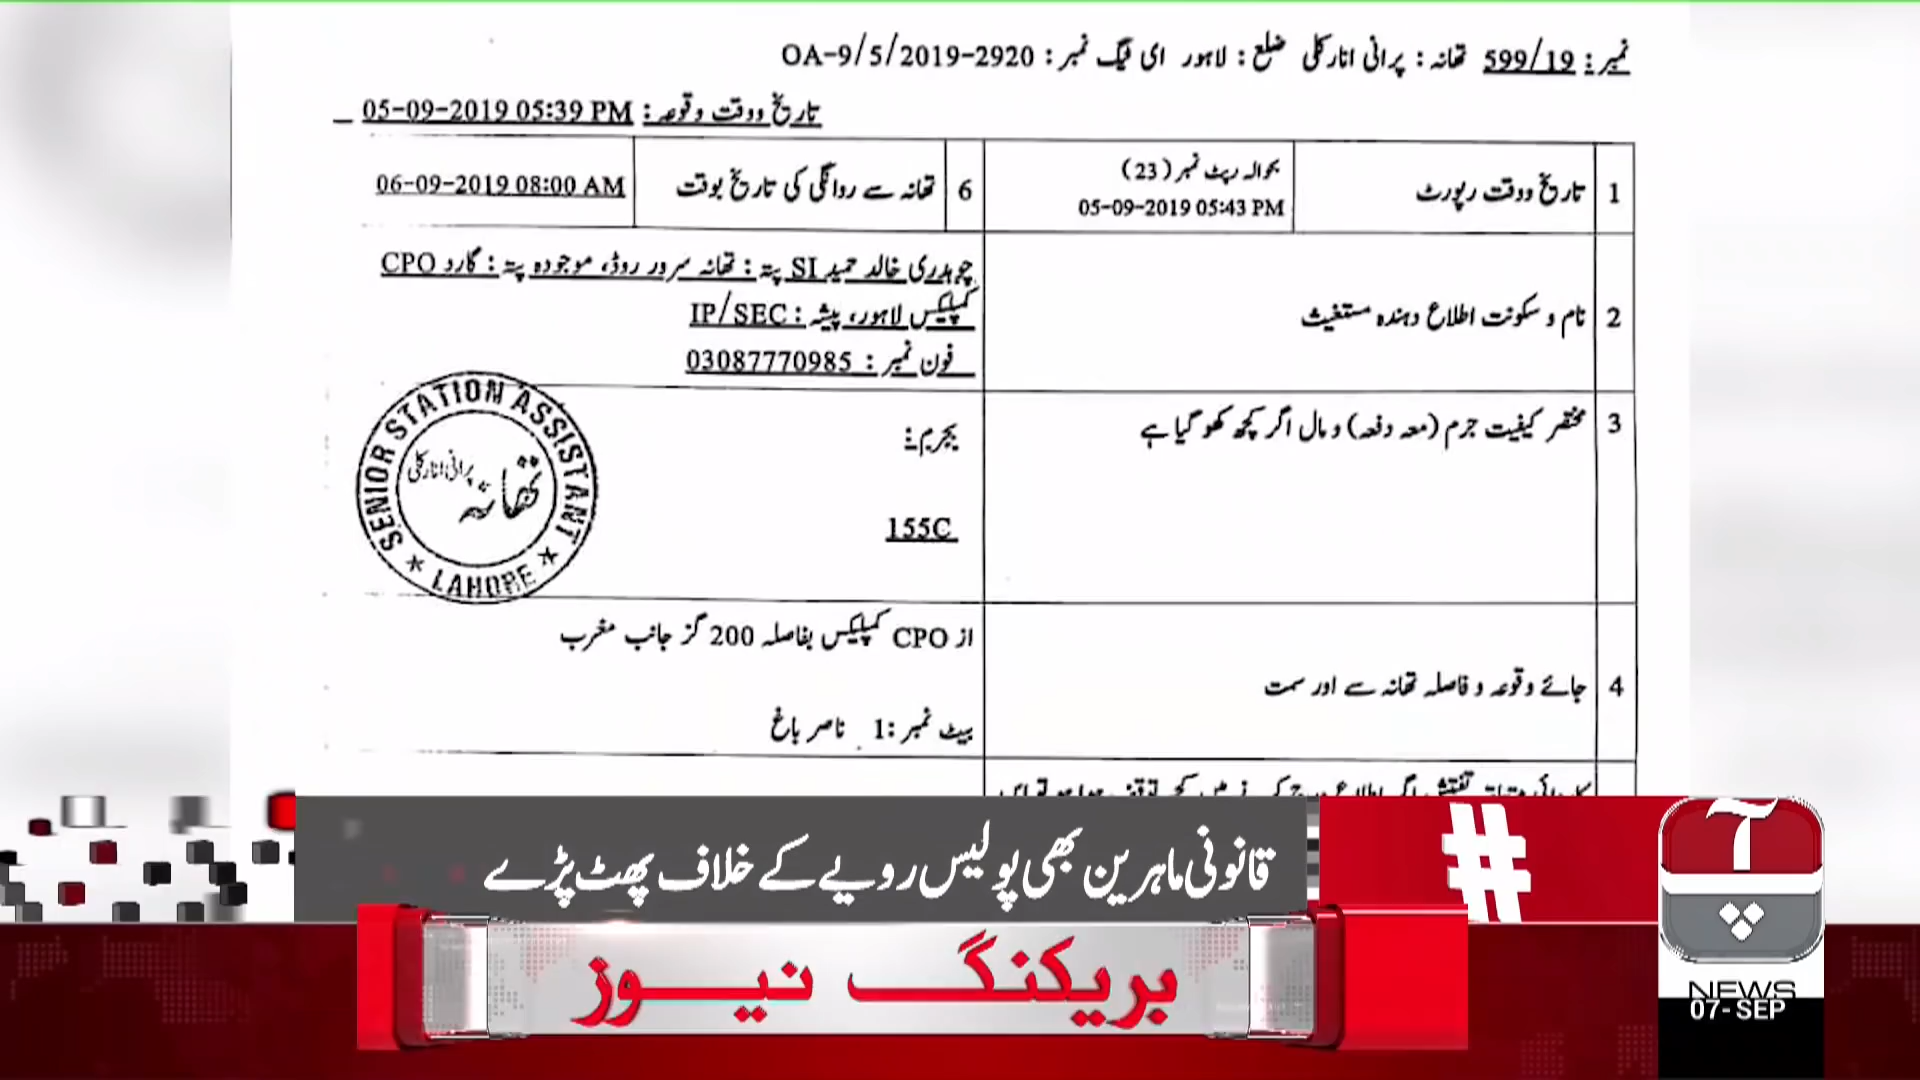 نمبر: 599/19 تھانہ: پرانی انارکلی ضلع: لاہور ای ٹیگ نمبر: OA-9/5/2019-2920
تاریخ ووقت وقوعہ: 05-09-2019 05:39 PM
1 تاریخ ووقت رپورٹ
بحوالہ رپٹ نمبر (23)
05-09-2019 05:43 PM
6 تھانہ سے روانگی کی تاریخ بوقت
06-09-2019 08:00 AM
2 نام و سکونت اطلاع دہندہ مستغیث
چوہدری خالد حمید SI پتہ: تھانہ سرور روڈ، موجودہ پتہ: گارد CPO
کمپلیکس لاہور، پیشہ: IP/SEC
فون نمبر: 03087770985
3 مختصر کیفیت جرم (معہ دفعہ) و مال اگر کچھ کھو گیا ہے
بجرم:
155C
SENIOR STATION ASSISTANT
تھانہ پرانی انارکلی
LAHORE
4 جائے وقوعہ و فاصلہ تھانہ سے اور سمت
از CPO کمپلیکس بفاصلہ 200 گز جانب مغرب
بیٹ نمبر: 1 ناصر باغ
قانونی ماہرین بھی پولیس رویے کے خلاف پھٹ پڑے
#
بریکنگ نیوز
آپ
NEWS
07-SEP